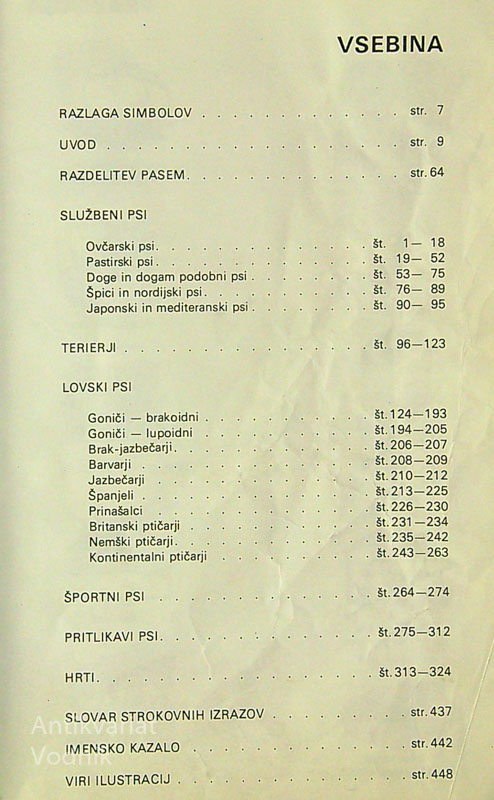 VSEBINA
RAZLAGA SIMBOLOV . . . . . . . . . . . . str. 7
UVOD . . . . . . . . . . . . . . . . . . str. 9
RAZDELITEV PASEM. . . . . . . . . . . . . str. 64
SLUŽBENI PSI
Ovčarski psi. . . . . . . . . . . . . . št. 1— 18
Pastirski psi. . . . . . . . . . . . . . št. 19— 52
Doge in dogam podobni psi . . . . . . . . št. 53— 75
Špici in nordijski psi. . . . . . . . . . . št. 76— 89
Japonski in mediteranski psi . . . . . . . . št. 90— 95
TERIERJI . . . . . . . . . . . . . . . . št. 96—123
LOVSKI PSI
Goniči — brakoidni . . . . . . . . . . . št. 124—193
Goniči — lupoidni . . . . . . . . . . . št. 194—205
Brak-jazbečarji. . . . . . . . . . . . . št. 206—207
Barvarji . . . . . . . . . . . . . . . št. 208—209
Jazbečarji . . . . . . . . . . . . . . št. 210—212
Španjeli . . . . . . . . . . . . . . . št. 213—225
Prinašalci . . . . . . . . . . . . . . št. 226—230
Britanski ptičarji . . . . . . . . . . . . št. 231—234
Nemški ptičarji. . . . . . . . . . . . . št. 235—242
Kontinentalni ptičarji . . . . . . . . . . št. 243—263
ŠPORTNI PSI . . . . . . . . . . . . . . št. 264—274
PRITLIKAVI PSI. . . . . . . . . . . . . . št. 275—312
HRTI. . . . . . . . . . . . . . . . . . št. 313—324
SLOVAR STROKOVNIH IZRAZOV . . . . . . . . str. 437
IMENSKO KAZALO . . . . . . . . . . . . . str. 442
VIRI ILUSTRACIJ . . . . . . . . . . . . . str. 448
Antikvariat
Vodnik